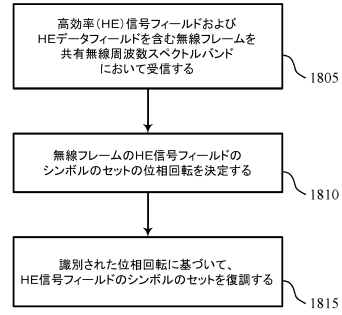 高効率（HE）信号フィールドおよび
HEデータフィールドを含む無線フレームを
共有無線周波数スペクトルバンド
において受信する
1805
無線フレームのHE信号フィールドの
シンボルのセットの位相回転を決定する
1810
識別された位相回転に基づいて、
HE信号フィールドのシンボルのセットを復調する
1815